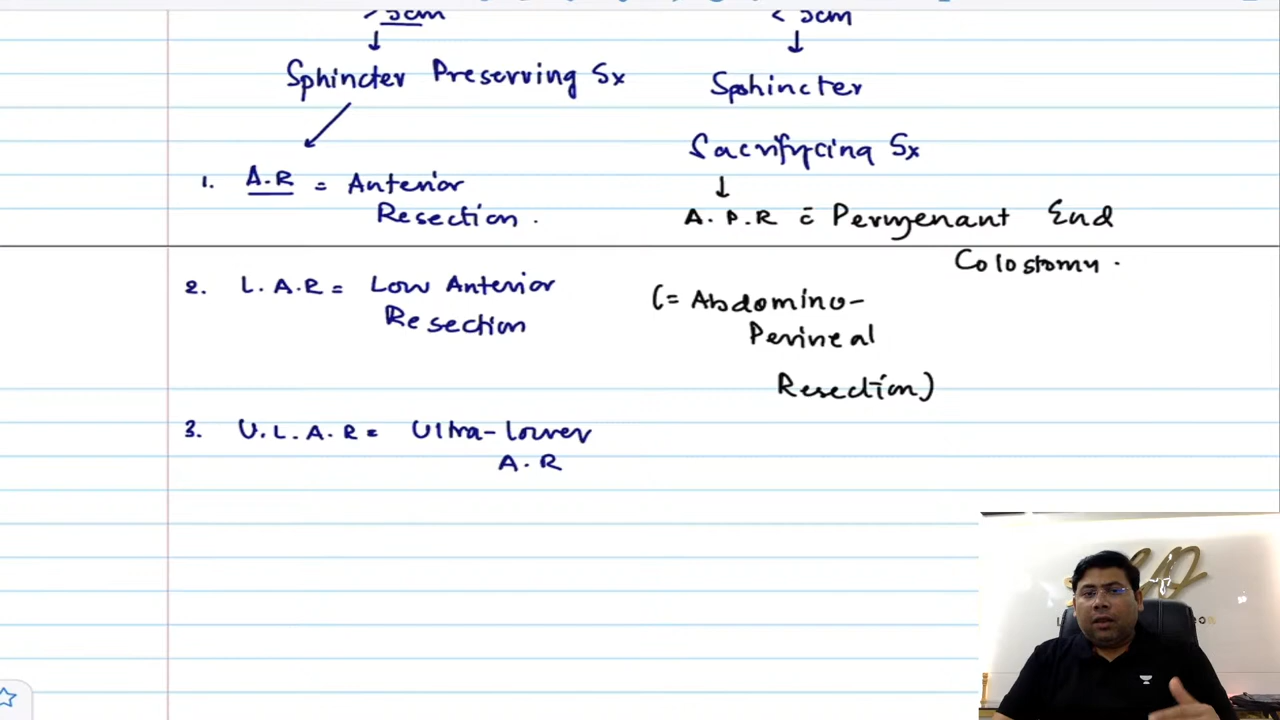 > 5cm
< 5cm
Sphincter Preserving Sx
Sphincter
Sacrifycing Sx
1. A.R = Anterior
Resection.
A.P.R c̄ Permenant End
Colostomy.
2. L.A.R = Low Anterior
Resection
(= Abdomino-
Perineal
Resection)
3. U.L.A.R = Ultra-lower
A.R